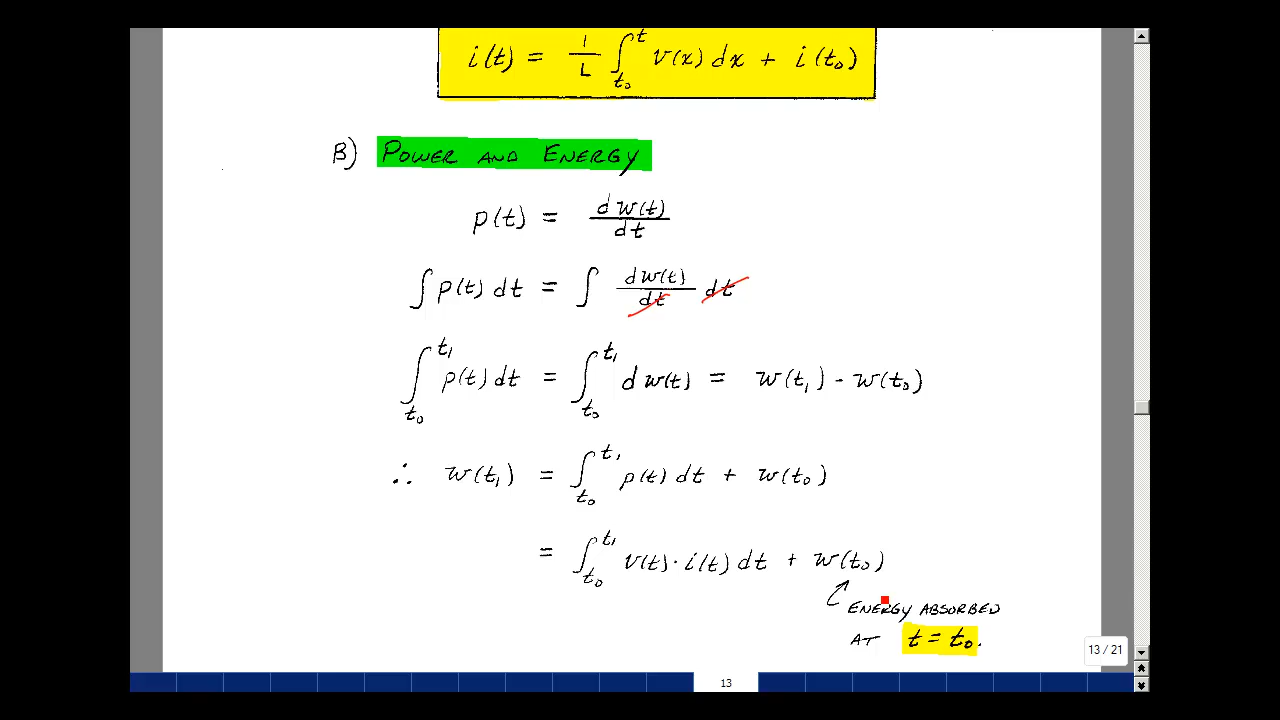 i(t) = 1/L ∫_{t₀}^{t} v(x) dx + i(t₀)
B) POWER AND ENERGY
p(t) = dw(t)/dt
∫ p(t) dt = ∫ dw(t)/dt dt
∫_{t₀}^{t₁} p(t) dt = ∫_{t₀}^{t₁} dw(t) = w(t₁) - w(t₀)
∴ w(t₁) = ∫_{t₀}^{t₁} p(t) dt + w(t₀)
= ∫_{t₀}^{t₁} v(t) · i(t) dt + w(t₀)
ENERGY ABSORBED
AT t = t₀.
13 / 21
13